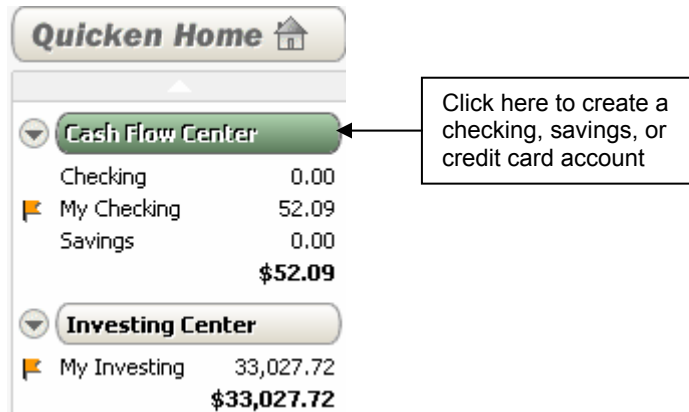 Quicken Home
Cash Flow Center
Checking 0.00
My Checking 52.09
Savings 0.00
$52.09
Investing Center
My Investing 33,027.72
$33,027.72
Click here to create a
checking, savings, or
credit card account